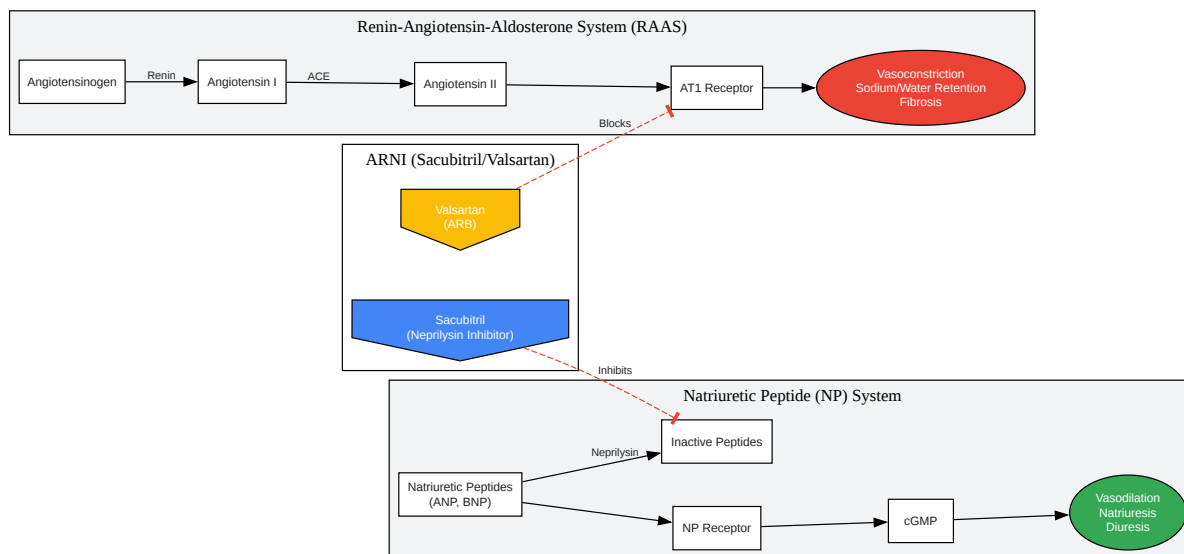 Renin-Angiotensin-Aldosterone System (RAAS)
Angiotensinogen
Renin
Angiotensin I
ACE
Angiotensin II
AT1 Receptor
Vasoconstriction
Sodium/Water Retention
Fibrosis
Blocks
ARNI (Sacubitril/Valsartan)
Valsartan
(ARB)
Sacubitril
(Neprilysin Inhibitor)
Inhibits
Natriuretic Peptide (NP) System
Inactive Peptides
Neprilysin
Natriuretic Peptides
(ANP, BNP)
NP Receptor
cGMP
Vasodilation
Natriuresis
Diuresis